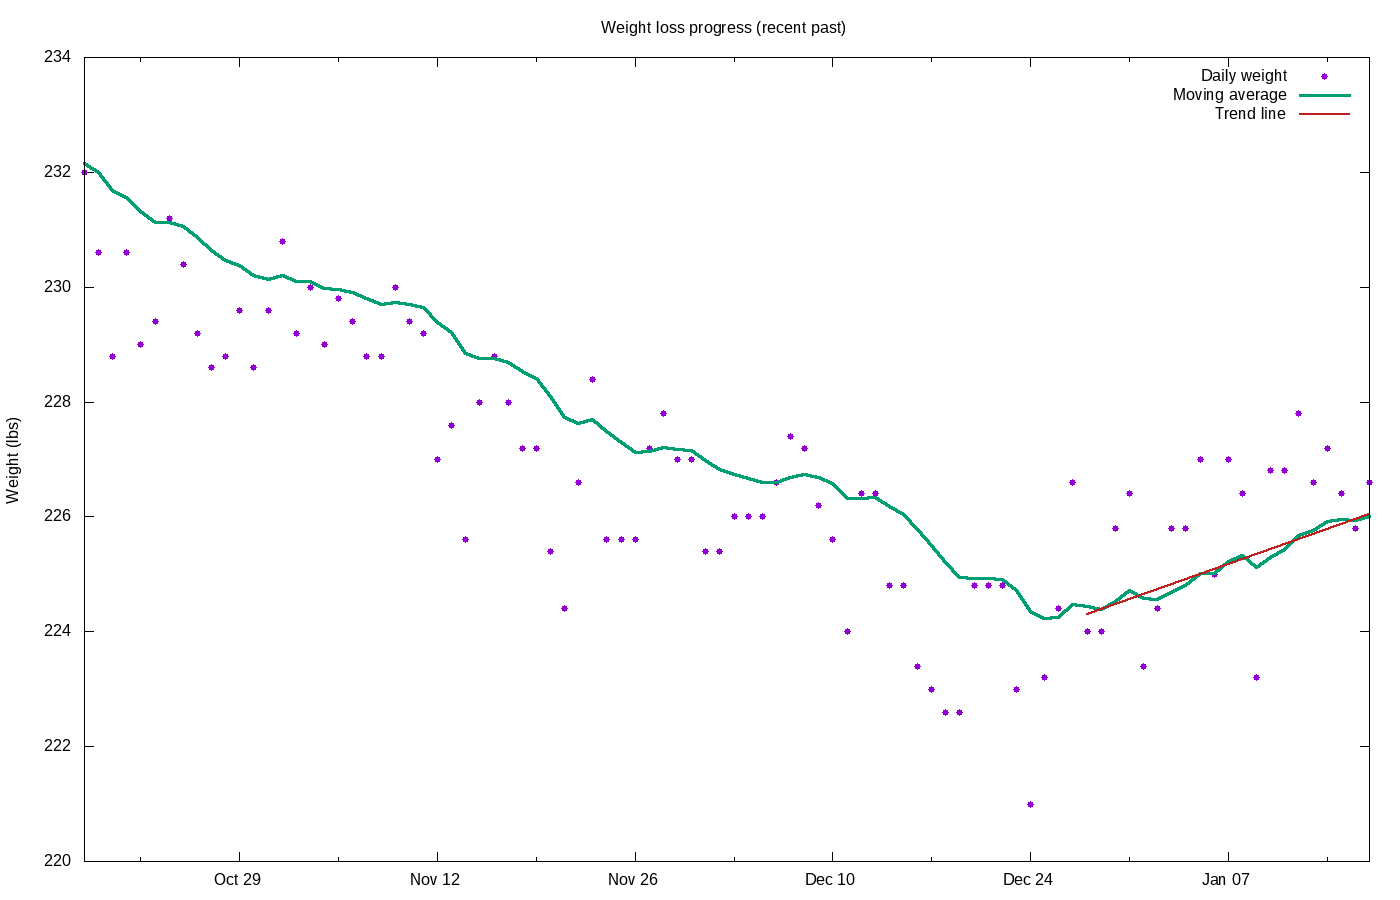 Weight loss progress (recent past)
234
232
230
228
226
224
222
220
Weight (lbs)
Daily weight
Moving average
Trend line
Oct 29
Nov 12
Nov 26
Dec 10
Dec 24
Jan 07